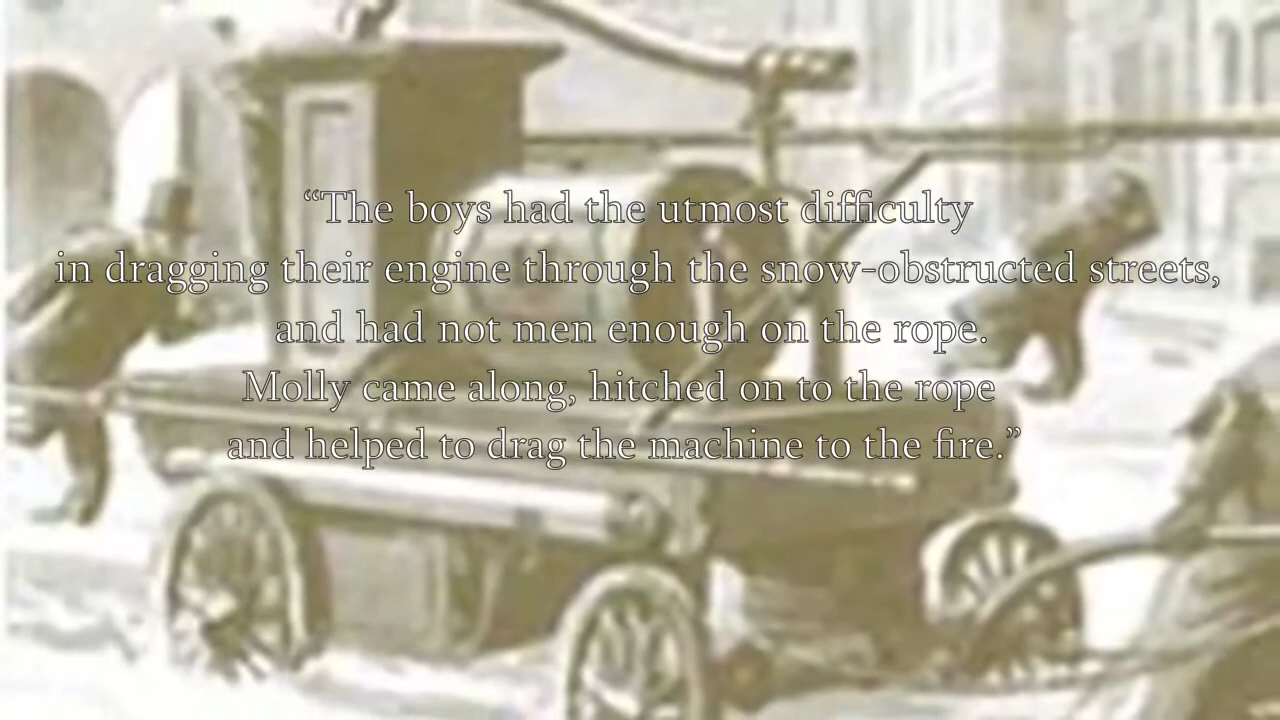 “The boys had the utmost difficulty
in dragging their engine through the snow-obstructed streets,
and had not men enough on the rope.
Molly came along, hitched on to the rope
and helped to drag the machine to the fire.”